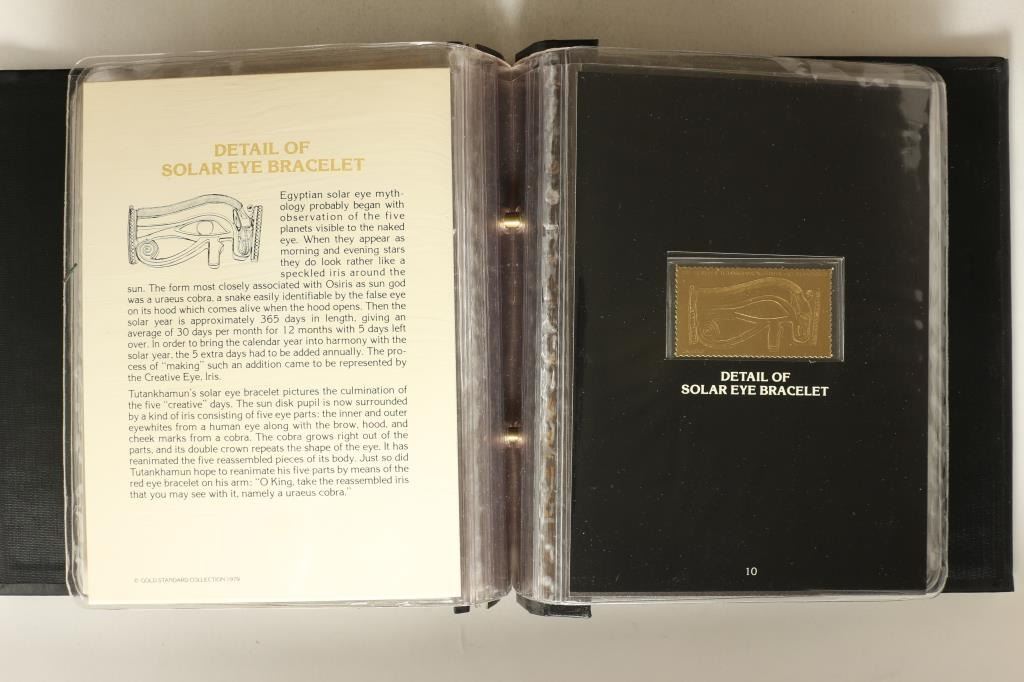 DETAIL OF
SOLAR EYE BRACELET
Egyptian solar eye myth-
ology probably began with
observation of the five
planets visible to the naked
eye. When they appear as
morning and evening stars
they do look rather like a
speckled iris around the
sun. The form most closely associated with Osiris as sun god
was a uraeus cobra, a snake easily identifiable by the false eye
on its hood which comes alive when the hood opens. Then the
solar year is approximately 365 days in length, giving an
average of 30 days per month for 12 months with 5 days left
over. In order to bring the calendar year into harmony with the
solar year, the 5 extra days had to be added annually. The pro-
cess of "making" such an addition came to be represented by
the Creative Eye, Iris.
Tutankhamun's solar eye bracelet pictures the culmination of
the five "creative" days. The sun disk pupil is now surrounded
by a kind of iris consisting of five eye parts: the inner and outer
eyewhites from a human eye along with the brow, hood, and
cheek marks from a cobra. The cobra grows right out of the
parts, and its double crown repeats the shape of the eye. It has
reanimated the five reassembled pieces of its body. Just so did
Tutankhamun hope to reanimate his five parts by means of the
red eye bracelet on his arm: "O King, take the reassembled iris
that you may see with it, namely a uraeus cobra."
© GOLD STANDARD COLLECTION 1979
DETAIL OF
SOLAR EYE BRACELET
10